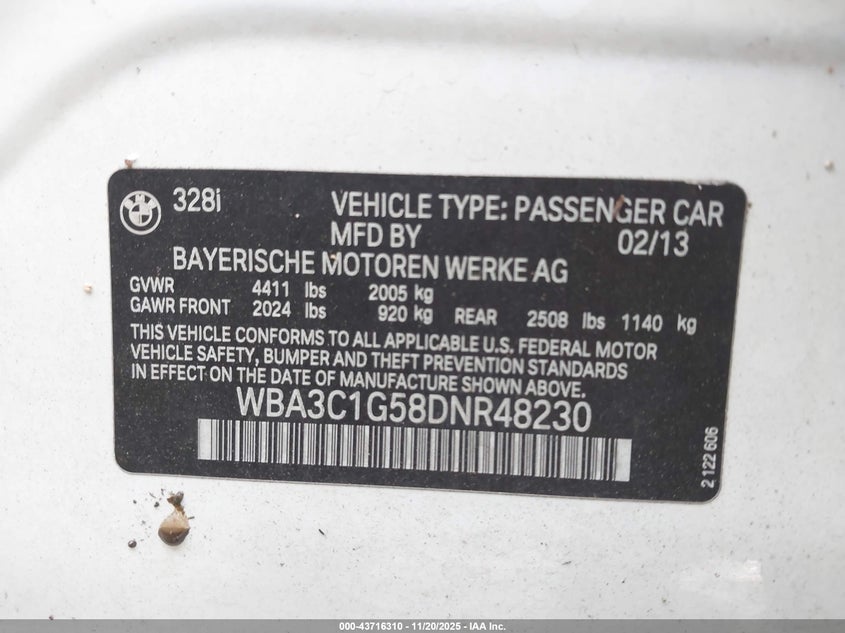 BMW
328i VEHICLE TYPE: PASSENGER CAR
MFD BY 02/13
BAYERISCHE MOTOREN WERKE AG
GVWR 4411 lbs 2005 kg
GAWR FRONT 2024 lbs 920 kg REAR 2508 lbs 1140 kg
THIS VEHICLE CONFORMS TO ALL APPLICABLE U.S. FEDERAL MOTOR
VEHICLE SAFETY, BUMPER AND THEFT PREVENTION STANDARDS
IN EFFECT ON THE DATE OF MANUFACTURE SHOWN ABOVE.
WBA3C1G58DNR48230
2 122 606
000-43716310 - 11/20/2025 - IAA Inc.